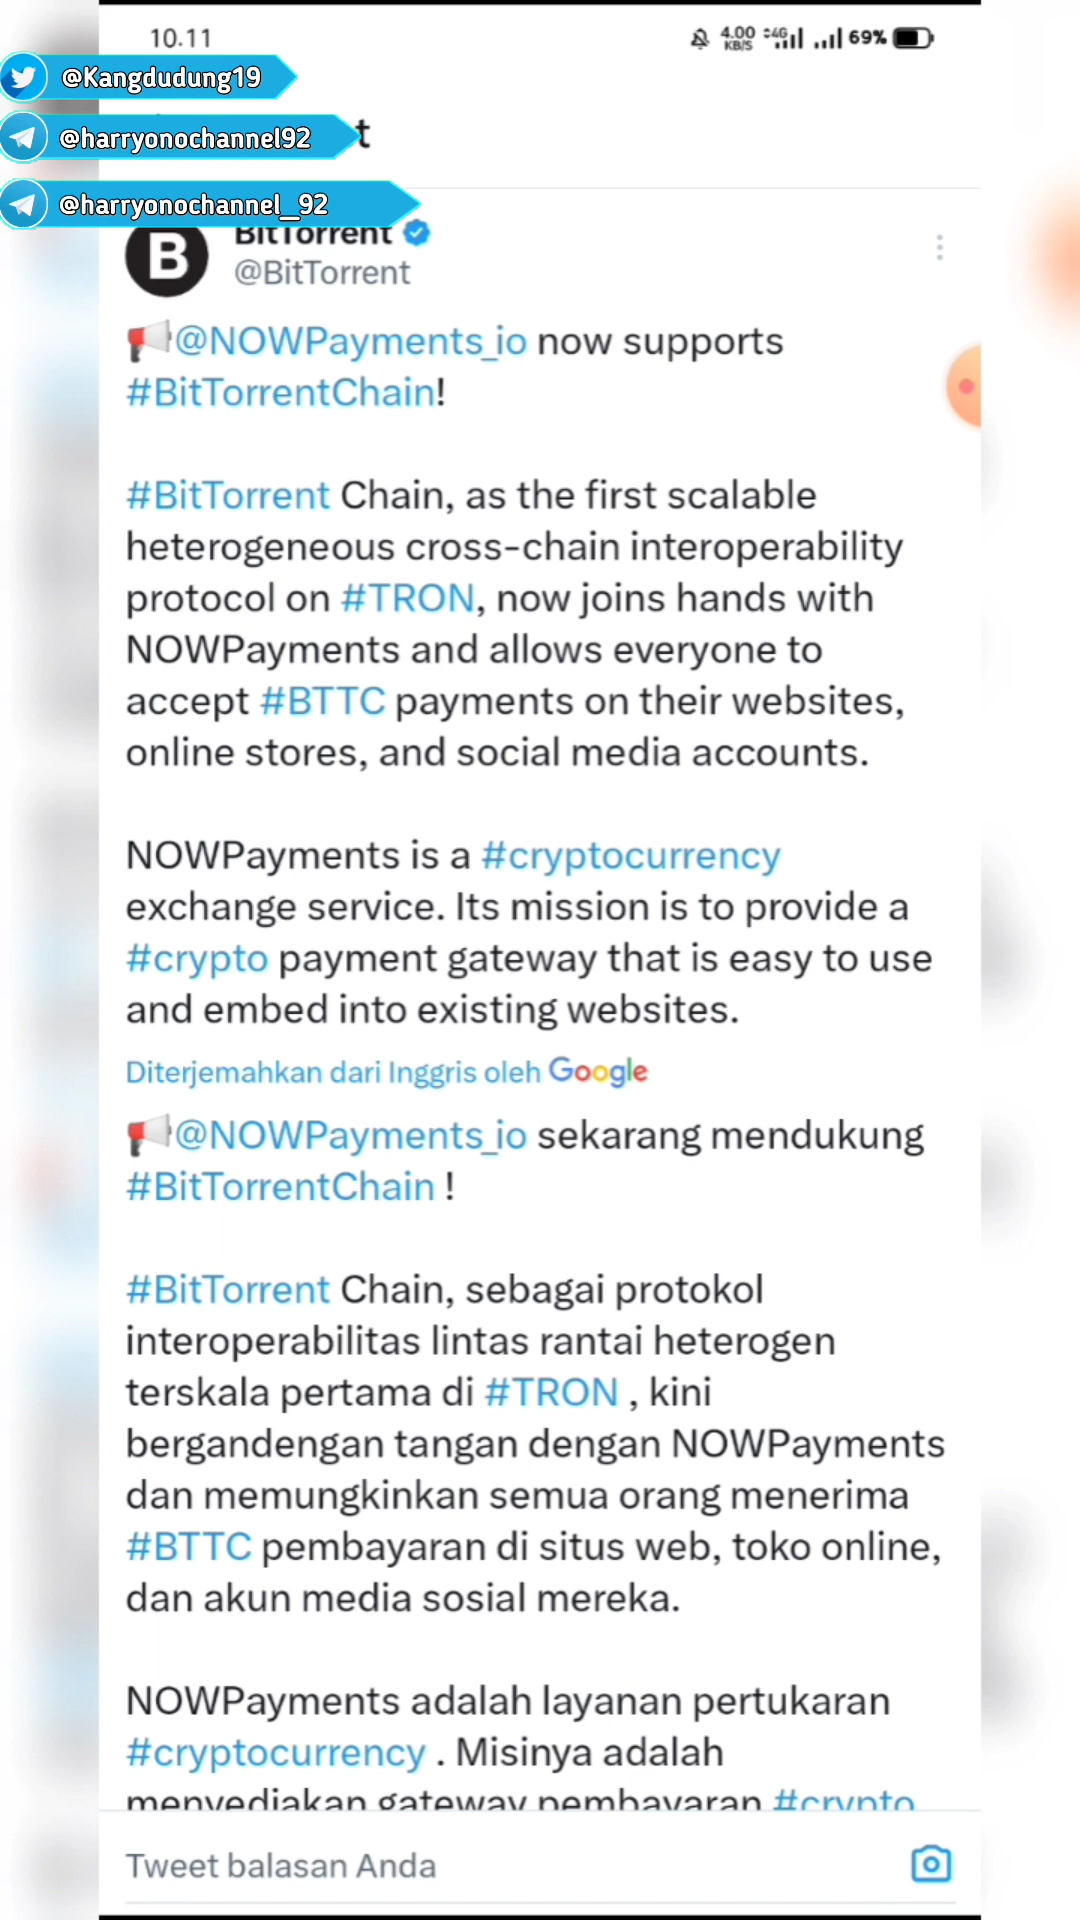 10.11
4.00 KB/S 4G 69%
@Kangdudung19
@harryonochannel92
t
@harryonochannel_92
BitTorrent
@BitTorrent
📢@NOWPayments_io now supports
#BitTorrentChain!
#BitTorrent Chain, as the first scalable
heterogeneous cross-chain interoperability
protocol on #TRON, now joins hands with
NOWPayments and allows everyone to
accept #BTTC payments on their websites,
online stores, and social media accounts.
NOWPayments is a #cryptocurrency
exchange service. Its mission is to provide a
#crypto payment gateway that is easy to use
and embed into existing websites.
Diterjemahkan dari Inggris oleh Google
📢@NOWPayments_io sekarang mendukung
#BitTorrentChain !
#BitTorrent Chain, sebagai protokol
interoperabilitas lintas rantai heterogen
terskala pertama di #TRON , kini
bergandengan tangan dengan NOWPayments
dan memungkinkan semua orang menerima
#BTTC pembayaran di situs web, toko online,
dan akun media sosial mereka.
NOWPayments adalah layanan pertukaran
#cryptocurrency . Misinya adalah
menyediakan gateway pembayaran #crypto
Tweet balasan Anda